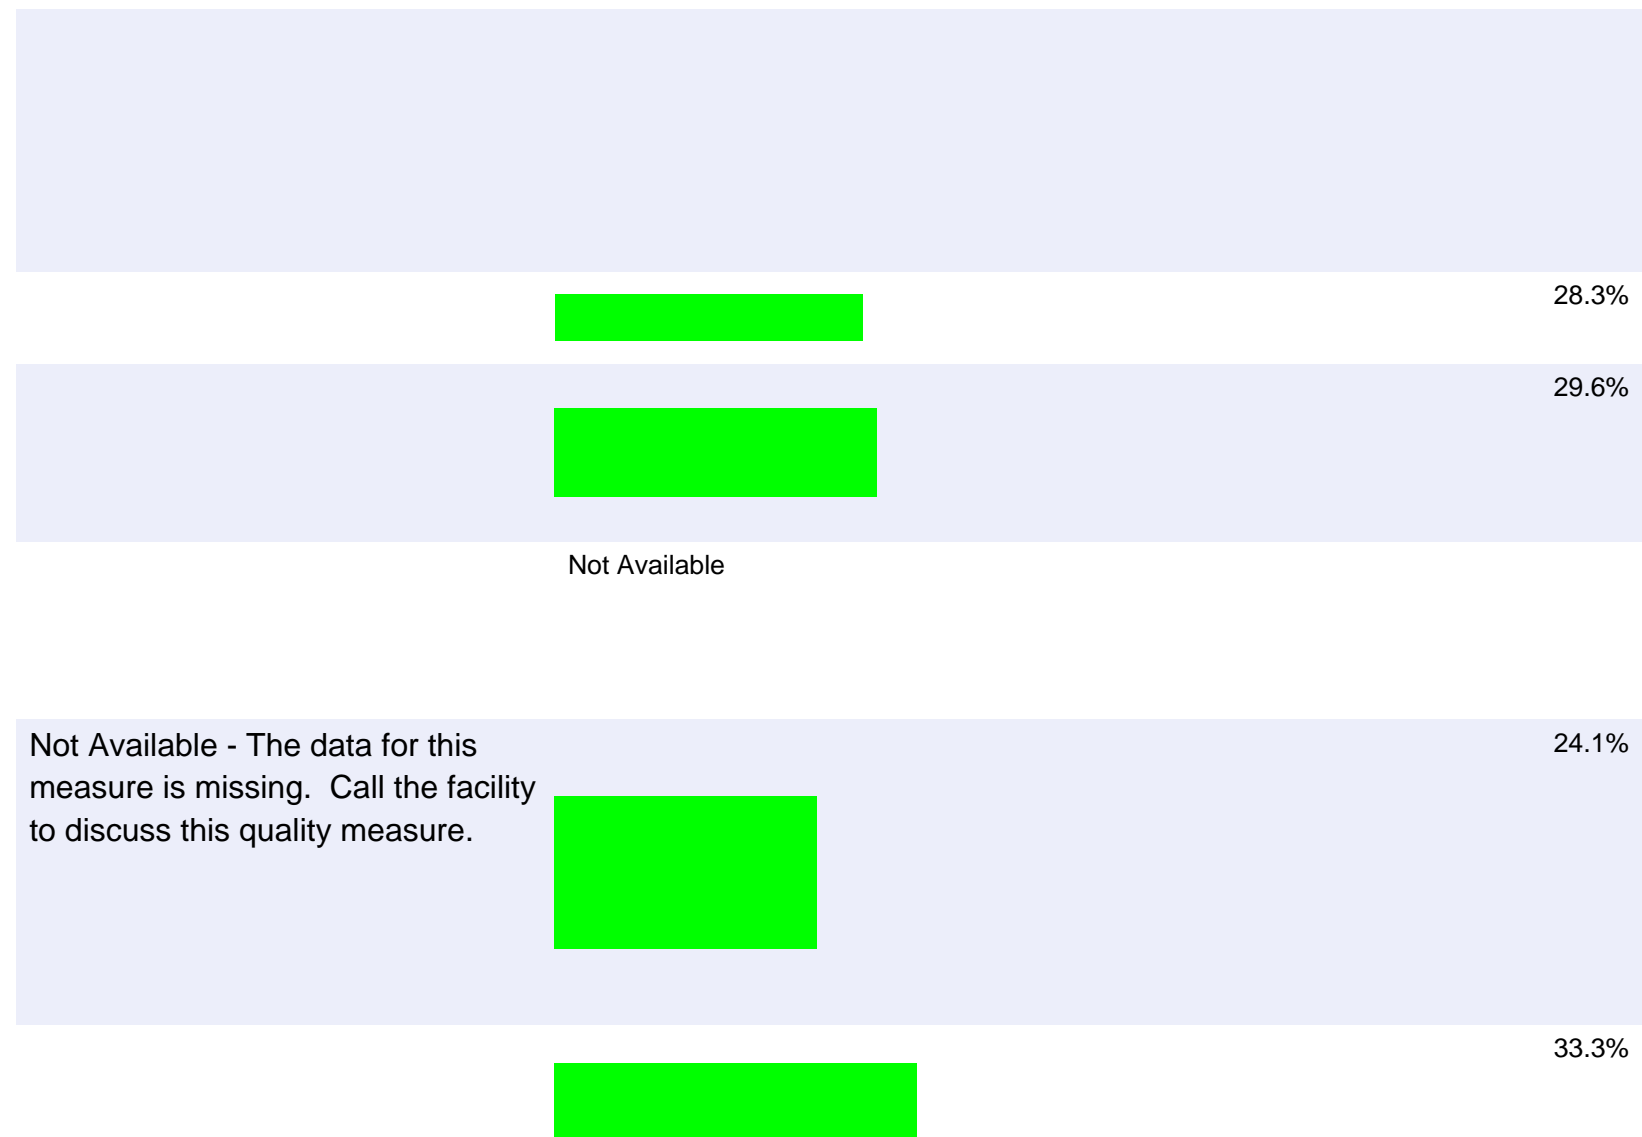 28.3%
29.6%
Not Available
Not Available - The data for this
measure is missing.  Call the facility
to discuss this quality measure.
24.1%
33.3%